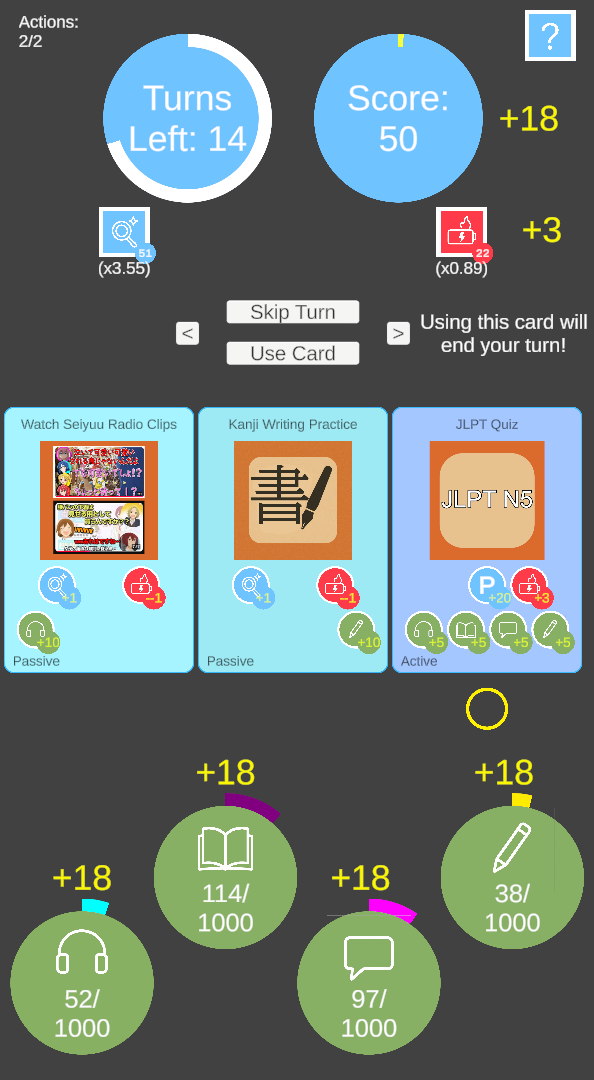 Actions:
2/2
Turns
Left: 14
Score:
50
?
+18
51
(x3.55)
22
(x0.89)
+3
Skip Turn
<
>
Use Card
Using this card will
end your turn!
Watch Seiyuu Radio Clips
+1
--1
+10
Passive
Kanji Writing Practice
書
+1
--1
+10
Passive
JLPT Quiz
JLPT N5
P
+20
+3
+5
+5
+5
+5
Active
+18
+18
+18
+18
114/
1000
38/
1000
52/
1000
97/
1000